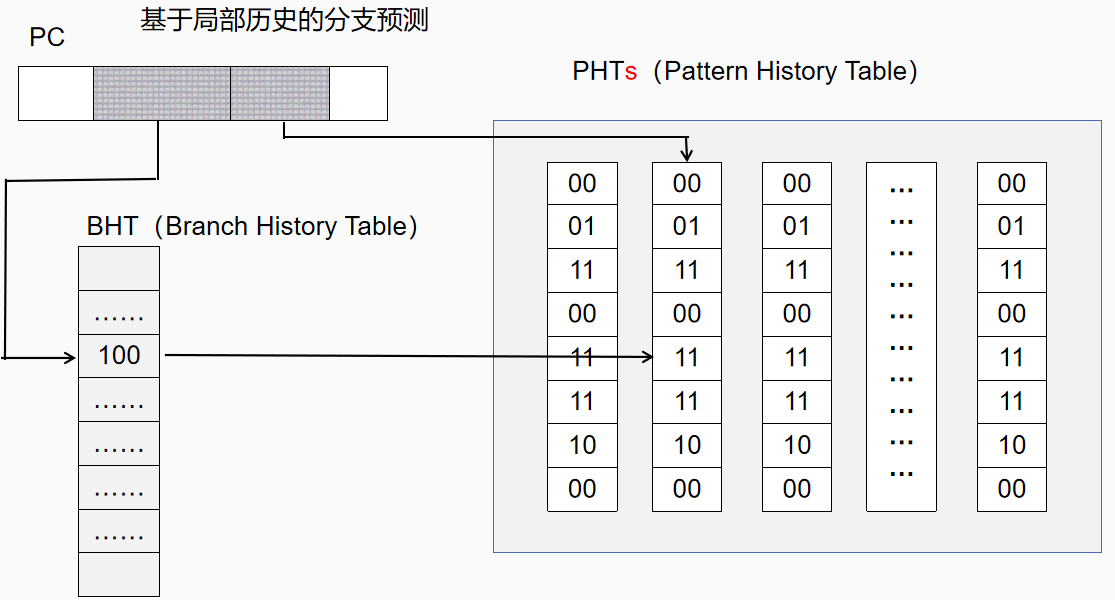 基于局部历史的分支预测
PC
PHTs（Pattern History Table）
BHT（Branch History Table）
00 00 00 ... 00
01 01 01 ... 01
11 11 11 ... 11
...
00 00 00 ... 00
...... 
...
100 11 11 11 ... 11
...... 11 11 11 ... 11
...
...... 10 10 10 ... 10
...... 00 00 00 ... 00
......